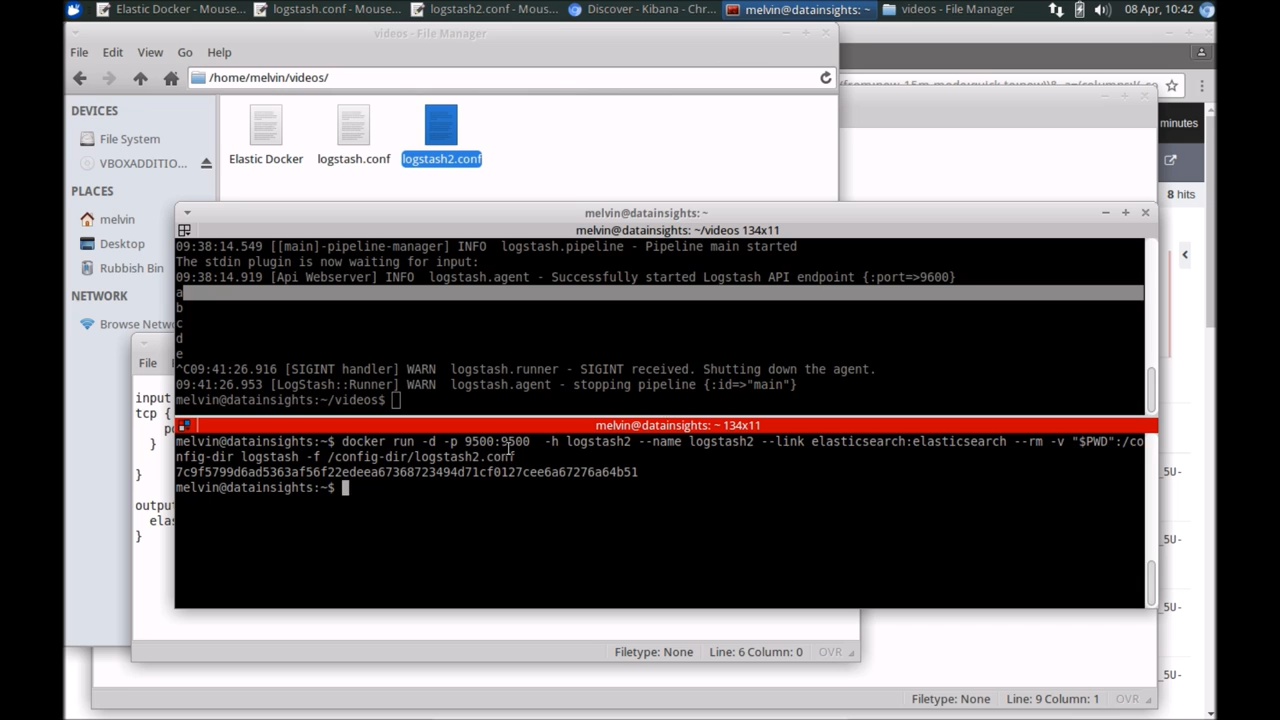 Elastic Docker - Mouse...
logstash.conf - Mouse...
logstash2.conf - Mous...
Discover - Kibana - Chr...
melvin@datainsights: ~
videos - File Manager
08 Apr, 10:42
videos - File Manager
File Edit View Go Help
/home/melvin/videos/
DEVICES
File System
VBOXADDITIO...
PLACES
melvin
Desktop
Rubbish Bin
NETWORK
Browse Netw
Elastic Docker
logstash.conf
logstash2.conf
minutes
8 hits
melvin@datainsights: ~
melvin@datainsights: ~/videos 134x11
09:38:14.549 [[main]-pipeline-manager] INFO  logstash.pipeline - Pipeline main started
The stdin plugin is now waiting for input:
09:38:14.919 [Api Webserver] INFO  logstash.agent - Successfully started Logstash API endpoint {:port=>9600}
a
b
c
d
e
^C09:41:26.916 [SIGINT handler] WARN  logstash.runner - SIGINT received. Shutting down the agent.
09:41:26.953 [LogStash::Runner] WARN  logstash.agent - stopping pipeline {:id=>"main"}
melvin@datainsights:~/videos$
melvin@datainsights: ~ 134x11
melvin@datainsights:~$ docker run -d -p 9500:9500  -h logstash2 --name logstash2 --link elasticsearch:elasticsearch --rm -v "$PWD":/co
nfig-dir logstash -f /config-dir/logstash2.conf
7c9f5799d6ad5363af56f22edeea67368723494d71cf0127cee6a67276a64b51
melvin@datainsights:~$
File
input
tcp {
po
}
}
output
elas
}
Filetype: None Line: 6 Column: 0 OVR
Filetype: None Line: 9 Column: 1 OVR
_5U-
_5U-
_5U-
_5U-